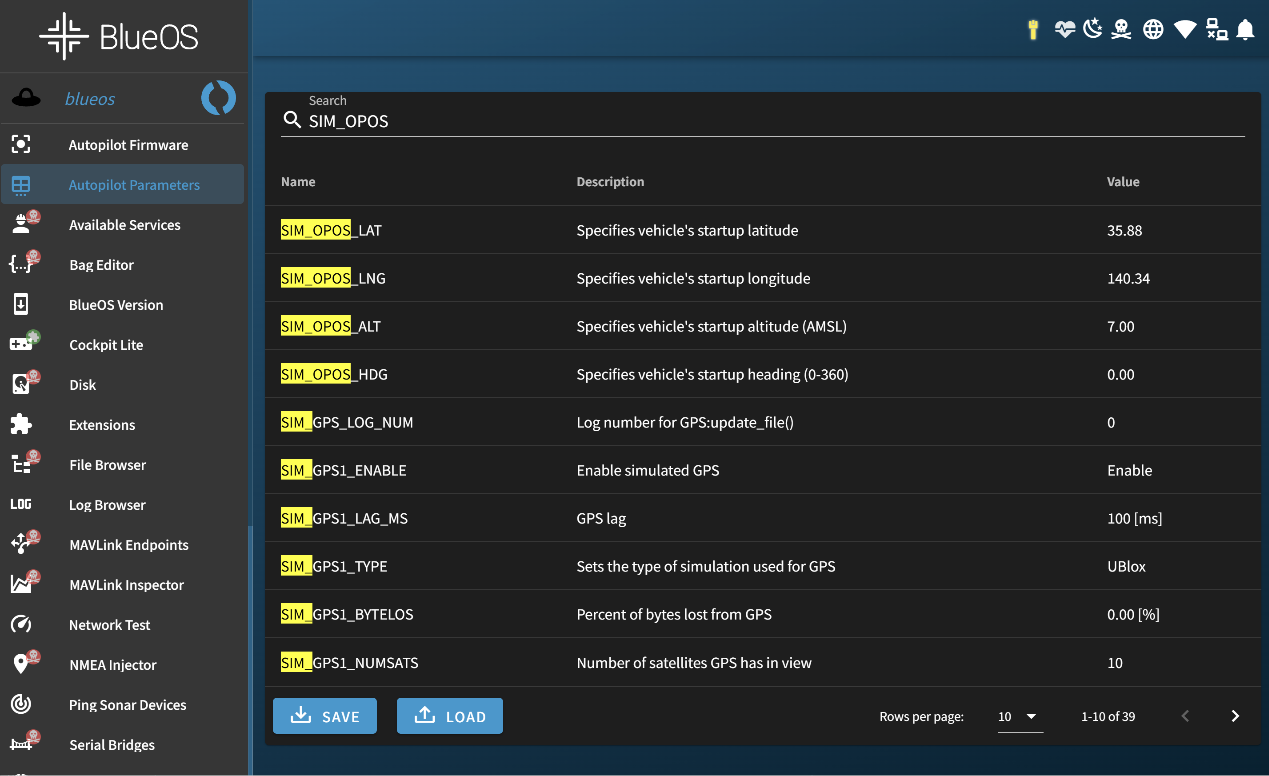 BlueOS
blueos
Autopilot Firmware
Autopilot Parameters
Available Services
Bag Editor
BlueOS Version
Cockpit Lite
Disk
Extensions
File Browser
LOG Log Browser
MAVLink Endpoints
MAVLink Inspector
Network Test
NMEA Injector
Ping Sonar Devices
Serial Bridges
Search
SIM_OPOS
Name Description Value
SIM_OPOS_LAT Specifies vehicle's startup latitude 35.88
SIM_OPOS_LNG Specifies vehicle's startup longitude 140.34
SIM_OPOS_ALT Specifies vehicle's startup altitude (AMSL) 7.00
SIM_OPOS_HDG Specifies vehicle's startup heading (0-360) 0.00
SIM_GPS_LOG_NUM Log number for GPS:update_file() 0
SIM_GPS1_ENABLE Enable simulated GPS Enable
SIM_GPS1_LAG_MS GPS lag 100 [ms]
SIM_GPS1_TYPE Sets the type of simulation used for GPS UBlox
SIM_GPS1_BYTELOS Percent of bytes lost from GPS 0.00 [%]
SIM_GPS1_NUMSATS Number of satellites GPS has in view 10
SAVE LOAD Rows per page: 10 1-10 of 39